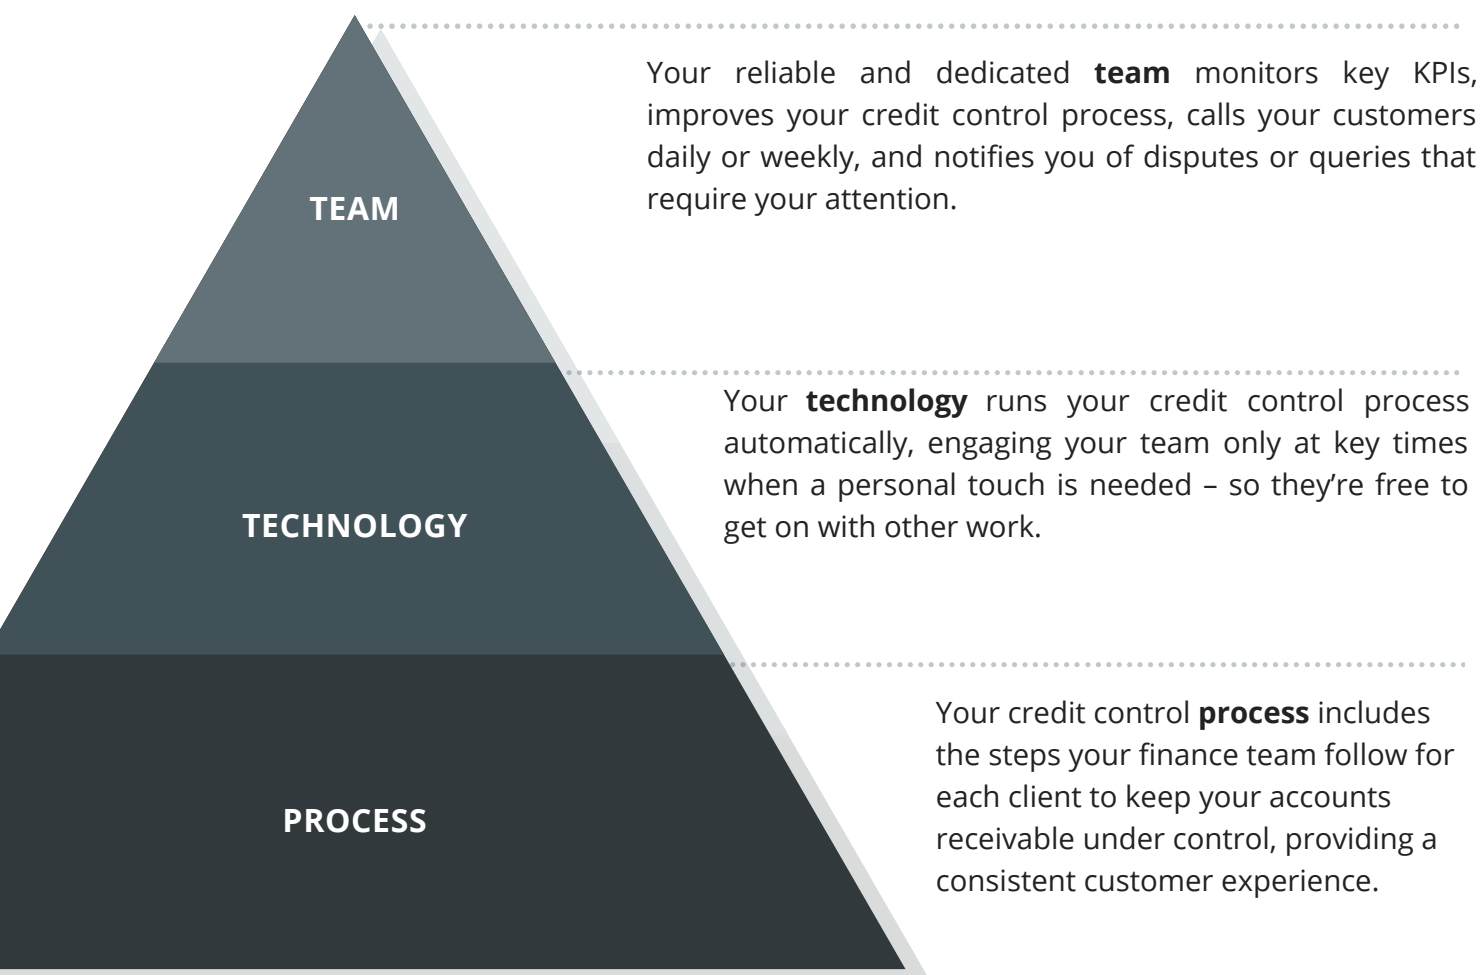 Your reliable and dedicated team monitors key KPIs,
improves your credit control process, calls your customers
daily or weekly, and notifies you of disputes or queries that
require your attention.
TEAM
Your technology runs your credit control process
automatically, engaging your team only at key times
when a personal touch is needed – so they’re free to
get on with other work.
TECHNOLOGY
Your credit control process includes
the steps your finance team follow for
each client to keep your accounts
receivable under control, providing a
consistent customer experience.
PROCESS